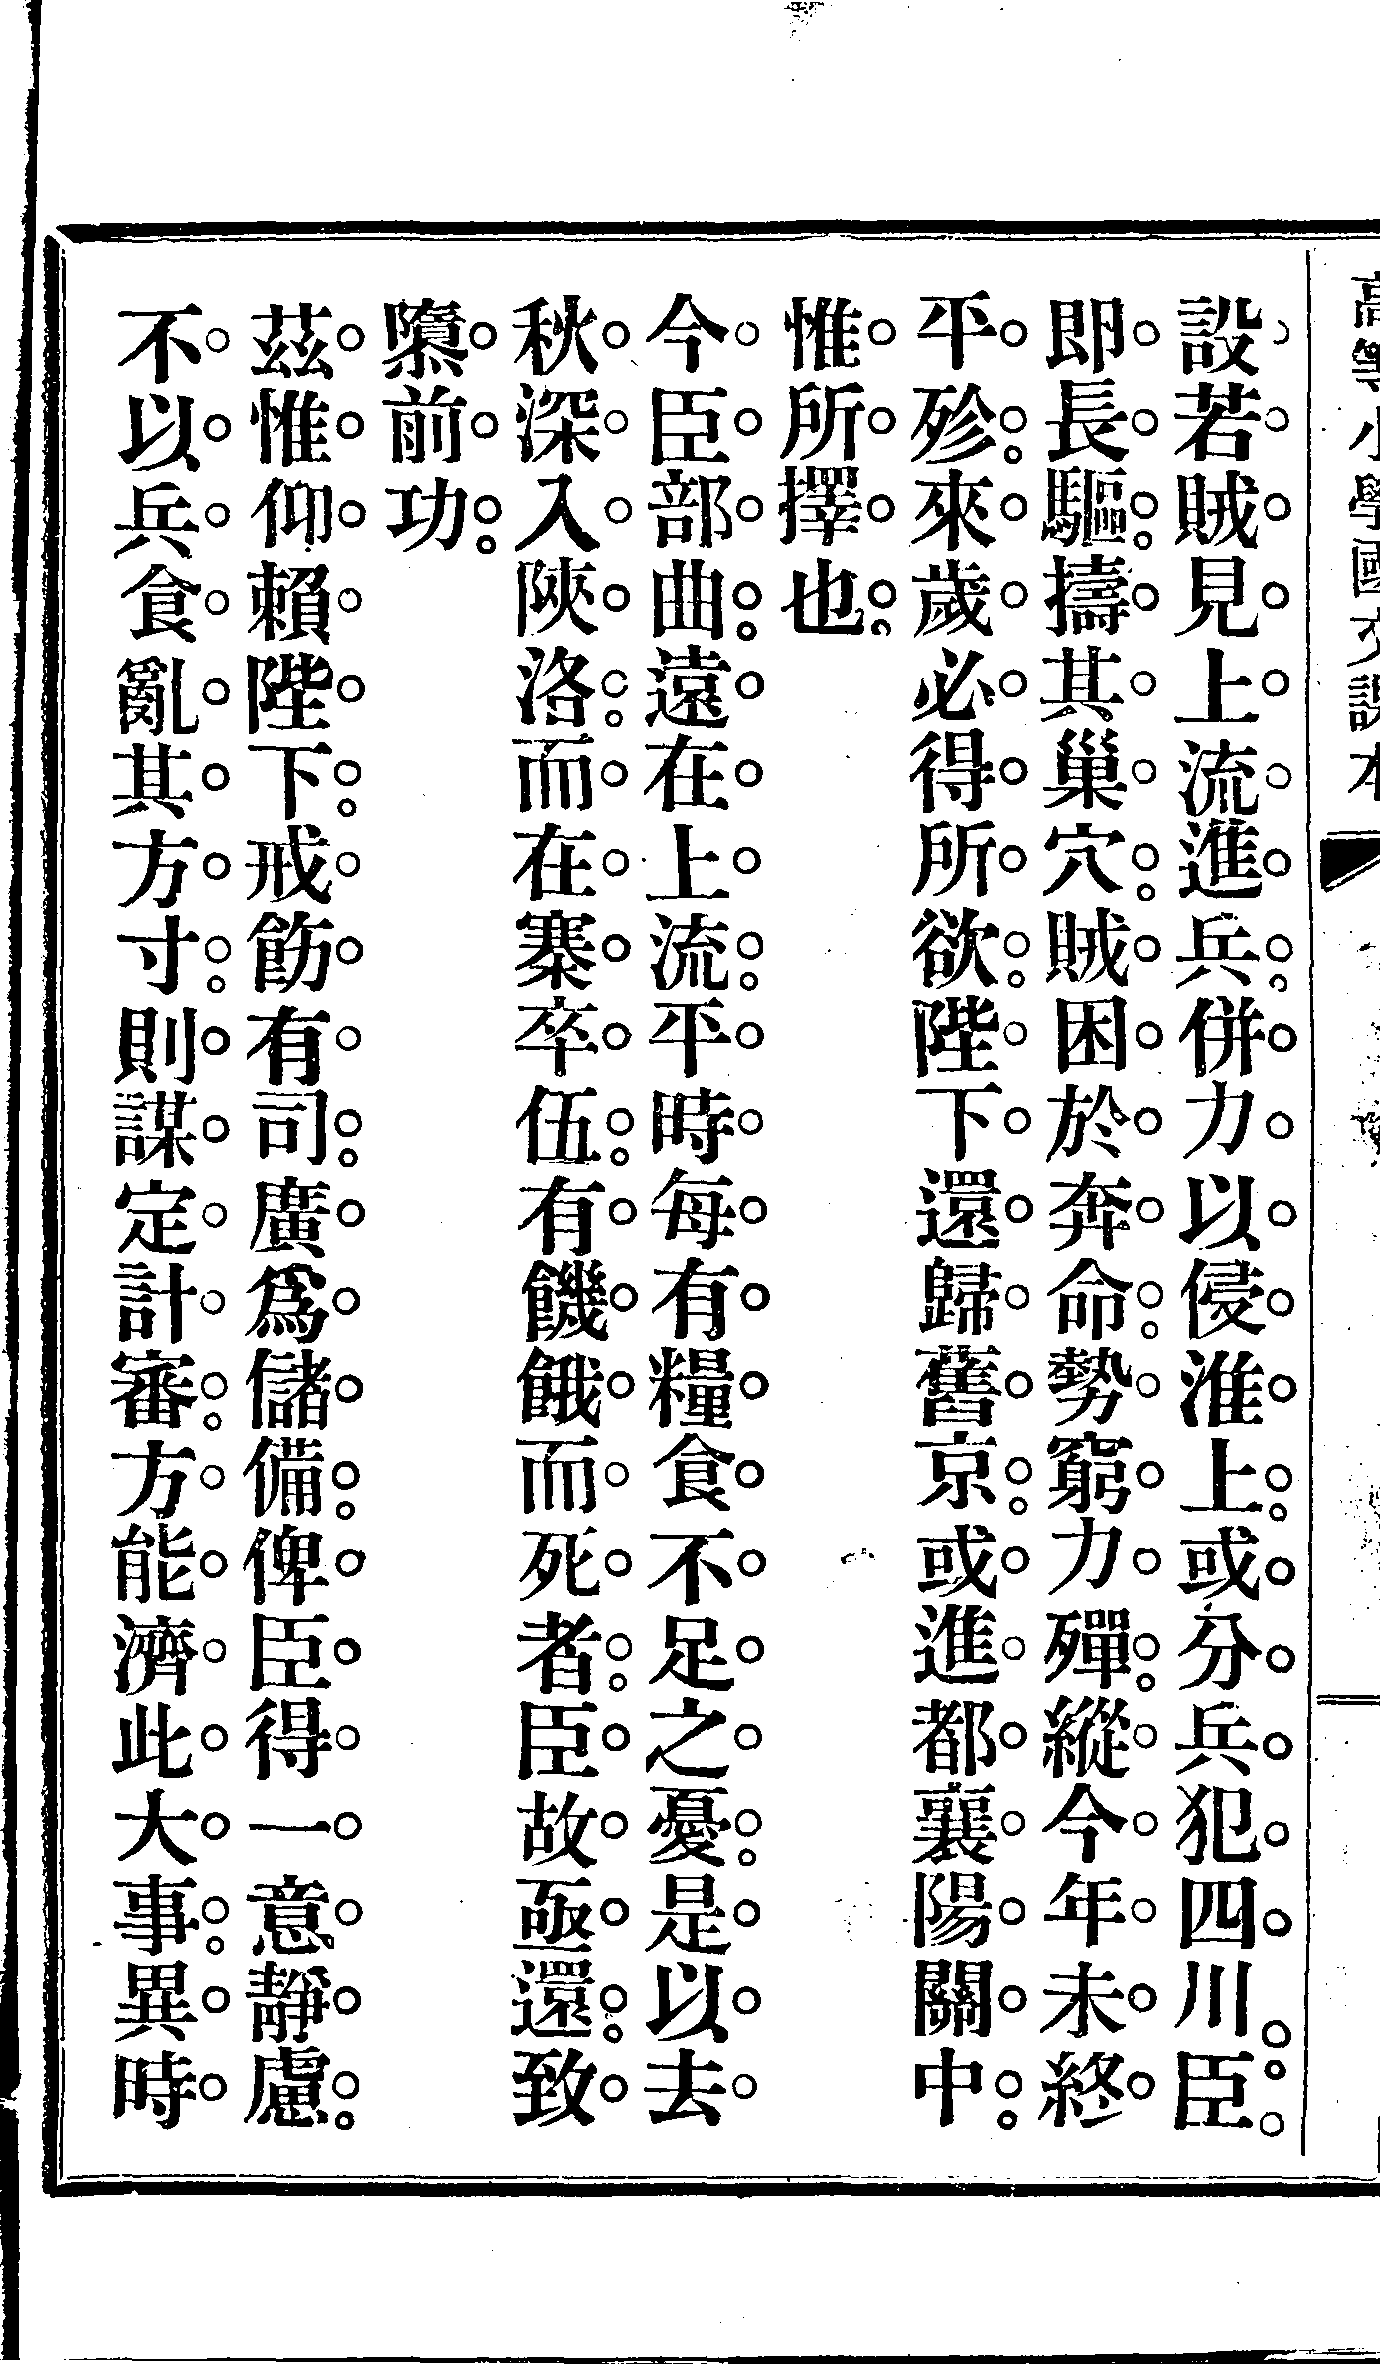 高等小學國文課本
設若賊見上流進兵。併力以侵淮上。或分兵犯四川。臣
即長驅。擣其巢穴。賊困於奔命。勢窮力殫。縱今年未終
平殄。來歲必得所欲。陛下還歸舊京。或進都襄陽關中。
惟所擇也。
今臣部曲。遠在上流。平時每有糧食不足之憂。是以去
秋深入陝洛。而在寨卒伍。有饑餓而死者。臣故亟還。致
隳前功。
茲惟仰賴陛下。戒飭有司。廣爲儲備。俾臣得一意靜慮。
不以兵食亂其方寸。則謀定計審。方能濟此大事。異時